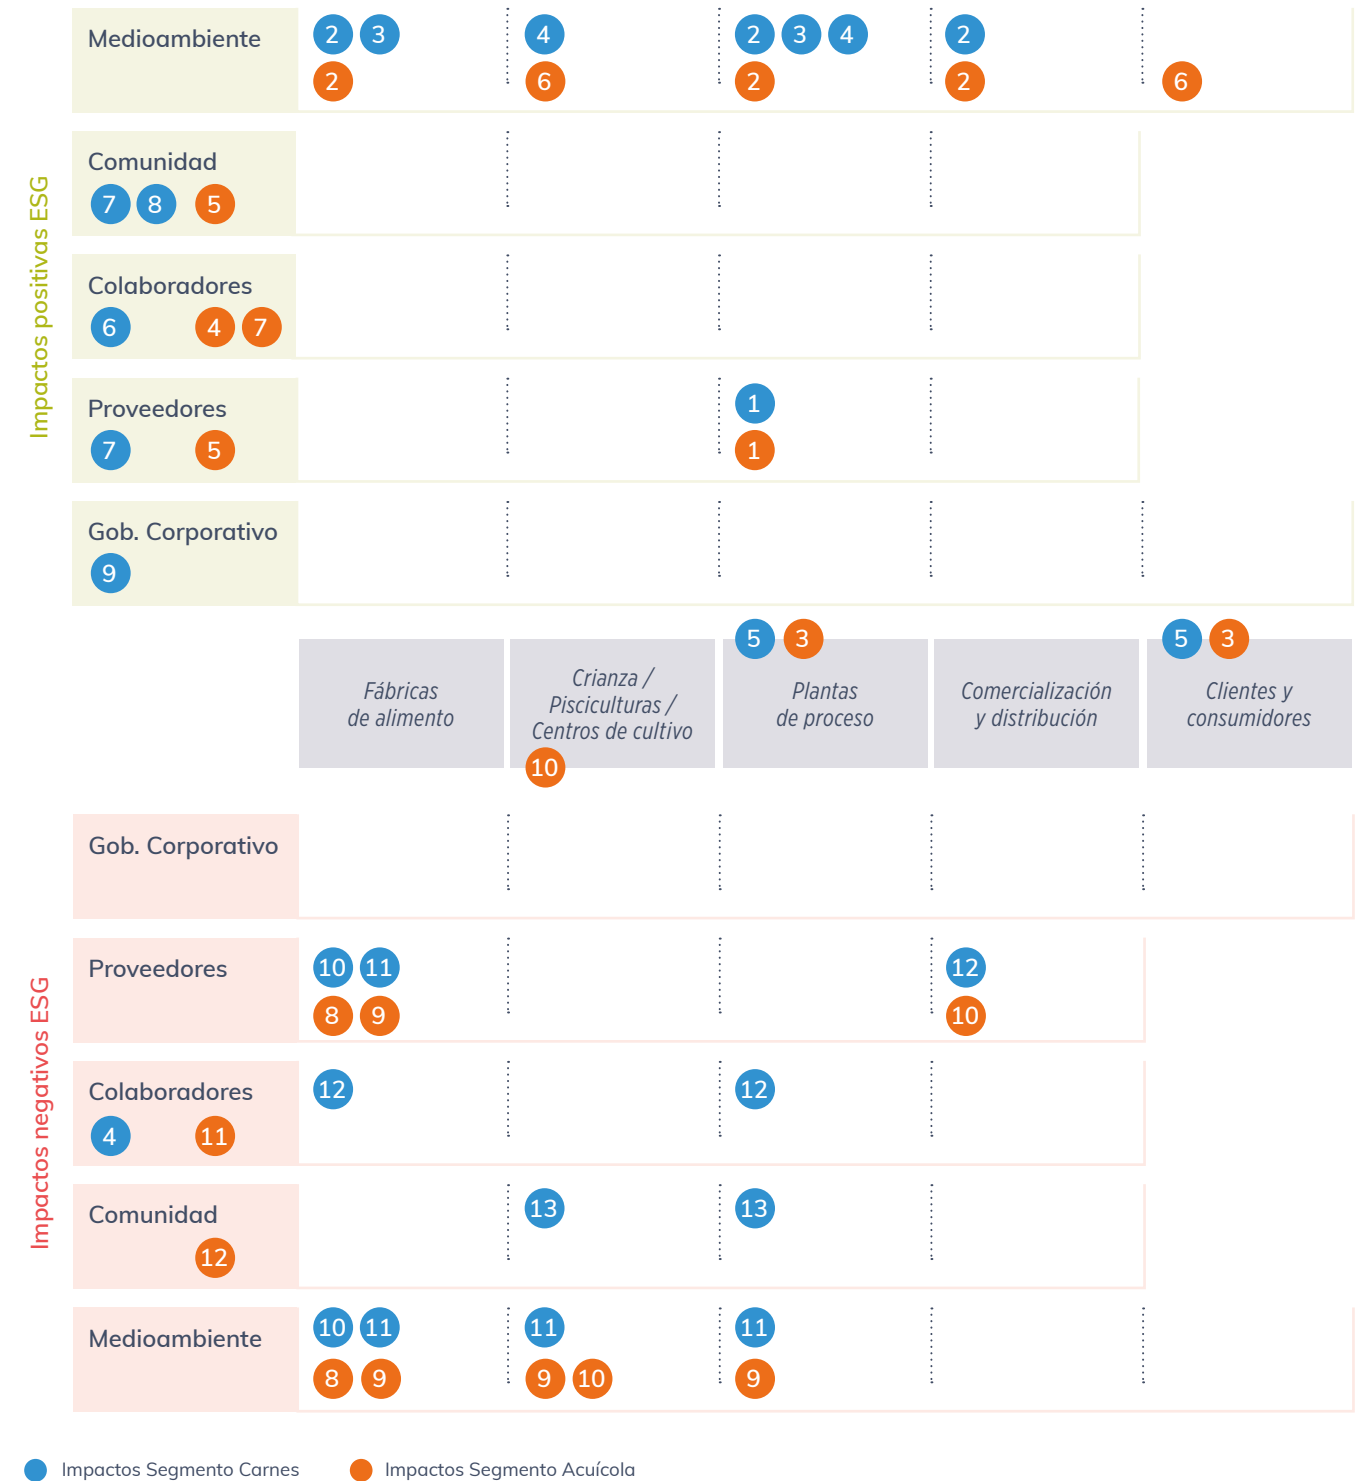 Impactos positivas ESG
Medioambiente
2 3 4 2 3 4 2
2 6 2 2 6
Comunidad
7 8 5
Colaboradores
6 4 7
Proveedores
1
7 5 1
Gob. Corporativo
9
5 3 5 3
Fábricas
de alimento
Crianza /
Pisciculturas /
Centros de cultivo
10
Plantas
de proceso
Comercialización
y distribución
Clientes y
consumidores
Impactos negativos ESG
Gob. Corporativo
Proveedores
10 11 12
8 9 10
Colaboradores
12 12
4 11
Comunidad
13 13
12
Medioambiente
10 11 11 11
8 9 9 10 9
Impactos Segmento Carnes
Impactos Segmento Acuícola